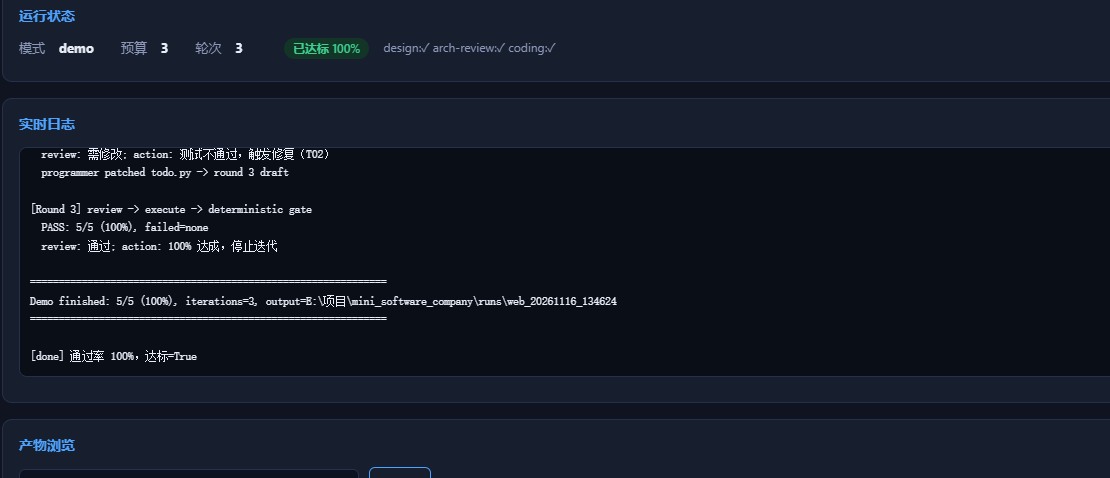 运行状态
模式 demo 预算 3 轮次 3 已达标 100% design:✓ arch-review:✓ coding:✓
实时日志
review: 需修改; action: 测试不通过，触发修复（T02）
programmer patched todo.py -> round 3 draft
[Round 3] review -> execute -> deterministic gate
PASS: 5/5 (100%), failed=none
review: 通过; action: 100% 达成，停止迭代
============================================================
Demo finished: 5/5 (100%), iterations=3, output=E:\项目\mini_software_company\runs\web_20261116_134624
============================================================
[done] 通过率 100%，达标=True
产物浏览